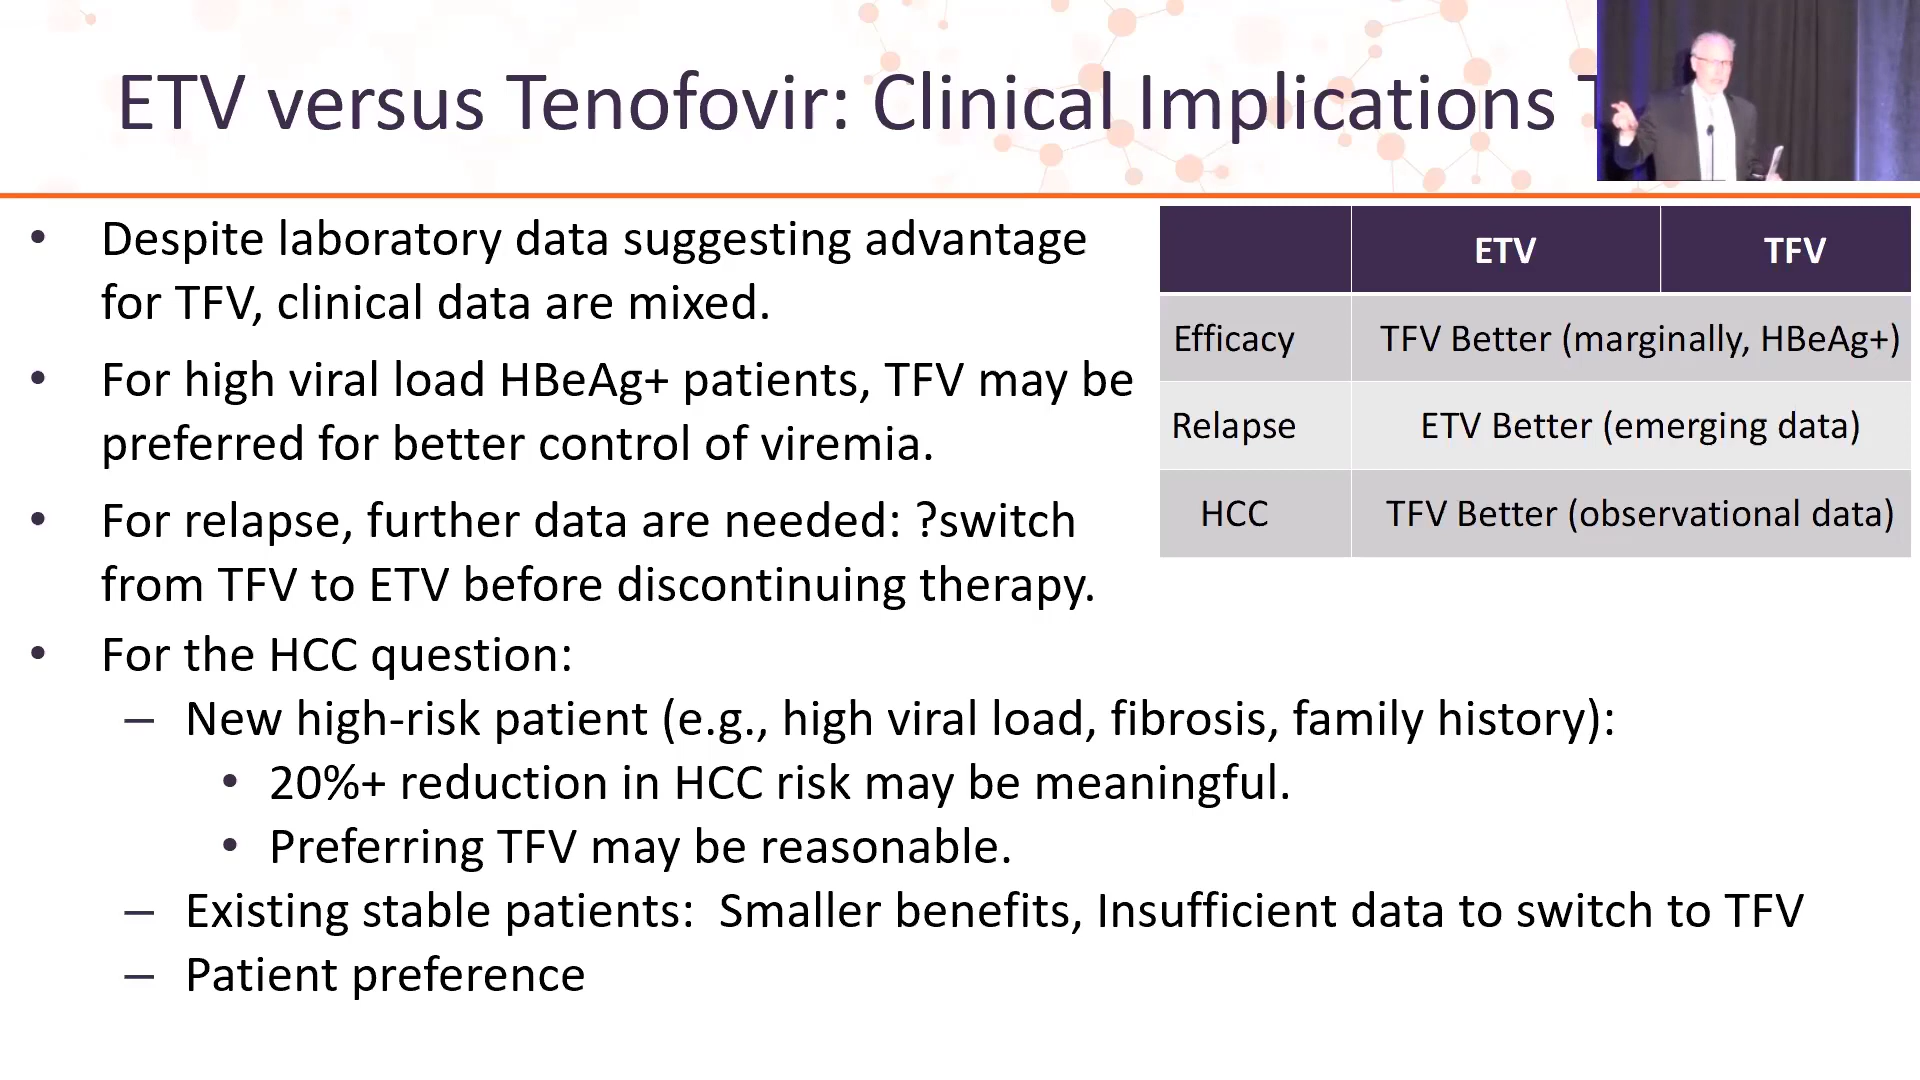 ETV versus Tenofovir: Clinical Implications
• Despite laboratory data suggesting advantage
for TFV, clinical data are mixed.
• For high viral load HBeAg+ patients, TFV may be
preferred for better control of viremia.
• For relapse, further data are needed: ?switch
from TFV to ETV before discontinuing therapy.
• For the HCC question:
– New high-risk patient (e.g., high viral load, fibrosis, family history):
• 20%+ reduction in HCC risk may be meaningful.
• Preferring TFV may be reasonable.
– Existing stable patients:  Smaller benefits, Insufficient data to switch to TFV
– Patient preference
ETV TFV
Efficacy TFV Better (marginally, HBeAg+)
Relapse ETV Better (emerging data)
HCC TFV Better (observational data)